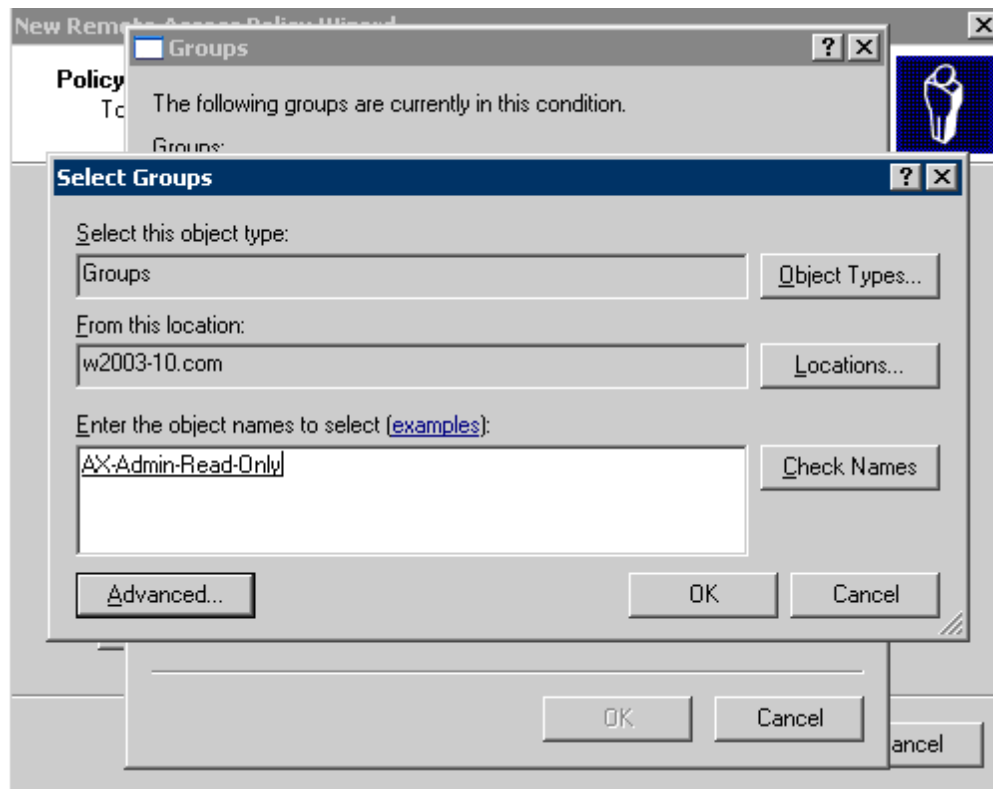 New Remote Access Policy Wizard
Groups
Policy
To
The following groups are currently in this condition.
Groups:
Select Groups
Select this object type:
Groups
Object Types...
From this location:
w2003-10.com
Locations...
Enter the object names to select (examples):
AX-Admin-Read-Only
Check Names
Advanced...
OK
Cancel
OK
Cancel
ancel